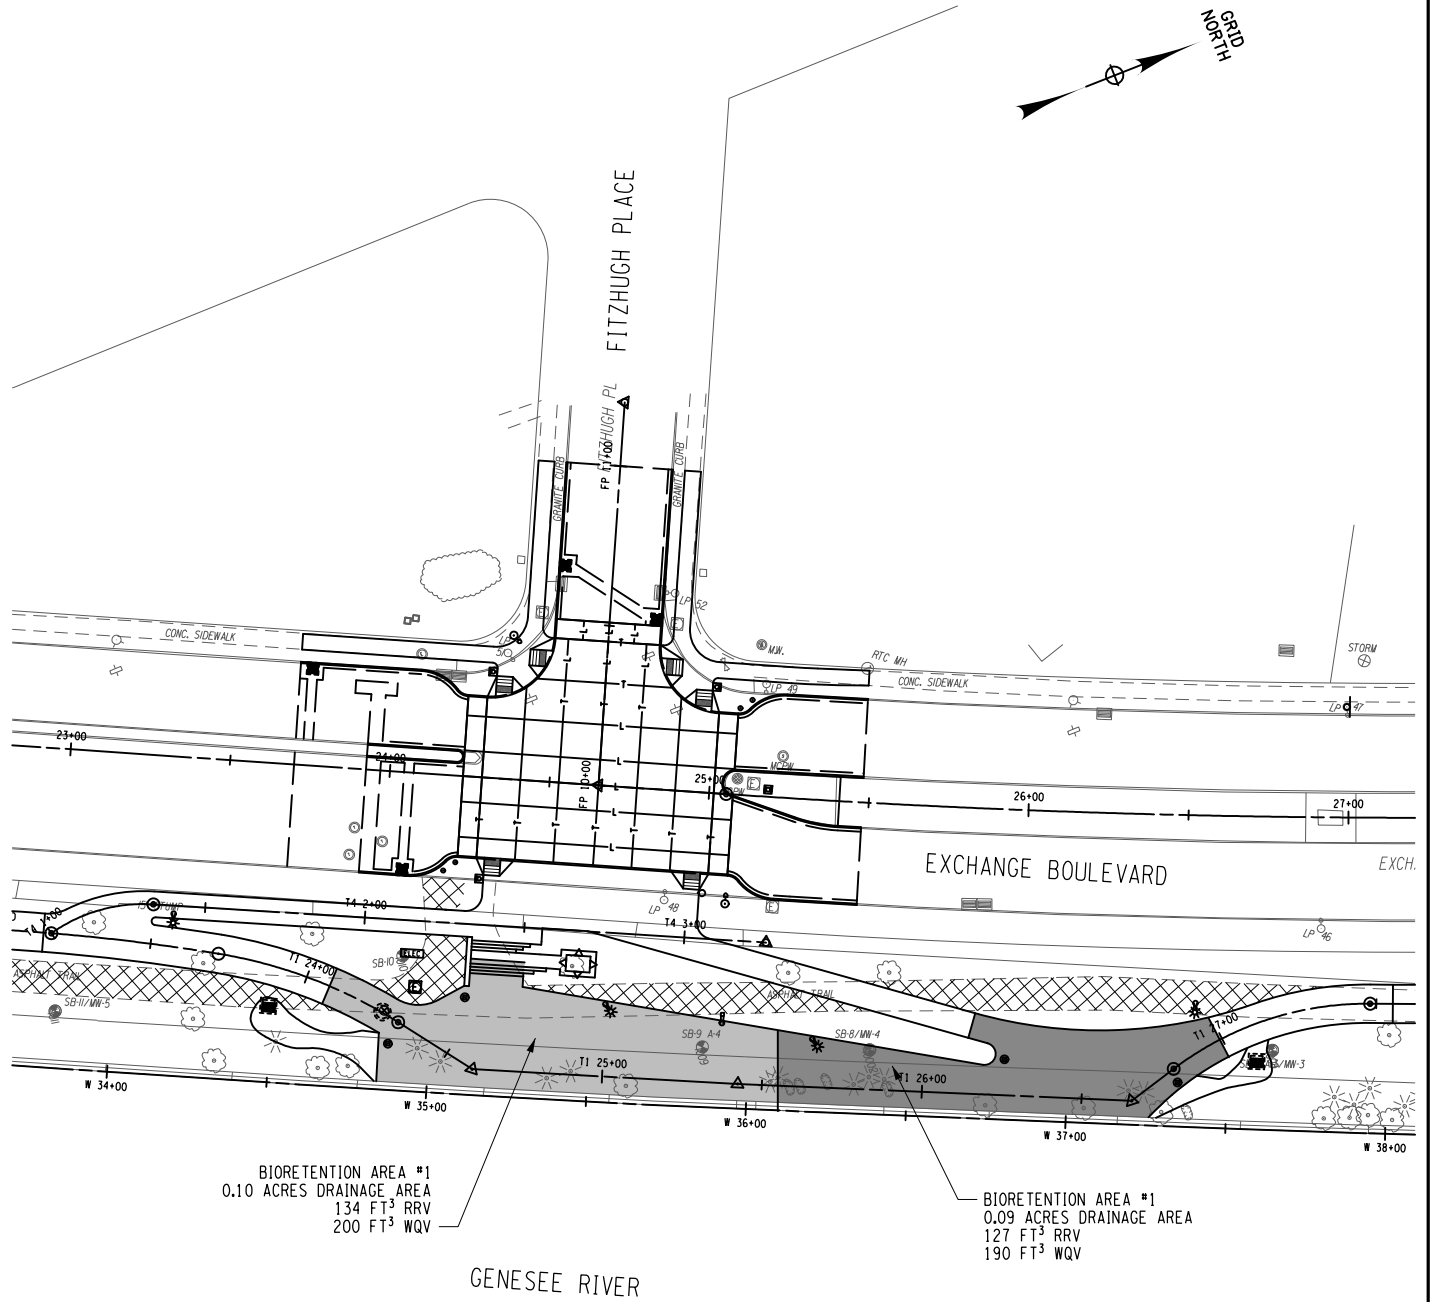 GRID
NORTH
FITZHUGH PLACE
FITZHUGH PL
FP 11+00
GRANITE CURB
GRANITE CURB
E
LP 52
E
CONC. SIDEWALK
LP
51
M.W.
RTC MH
STORM
LP 49
CONC. SIDEWALK
LP 47
23+00
24+00
FP 10+00
25+00
MCPW
E
26+00
27+00
EXCHANGE BOULEVARD
EXCH.
T4 1+00
15" STUMP
T4 2+00
LP 48
E
T4 3+00
LP 46
ASPHALT TRAIL
T1 24+00
SB-10
ELEC
ASPHALT TRAIL
SB-11/MW-5
SB-9 A-4
SB-8/MW-4
T1 27+00
T1 25+00
T1 26+00
W 34+00
W 35+00
W 36+00
W 37+00
W 38+00
BIORETENTION AREA #1
0.10 ACRES DRAINAGE AREA
134 FT³ RRV
200 FT³ WQV
BIORETENTION AREA #1
0.09 ACRES DRAINAGE AREA
127 FT³ RRV
190 FT³ WQV
GENESEE RIVER